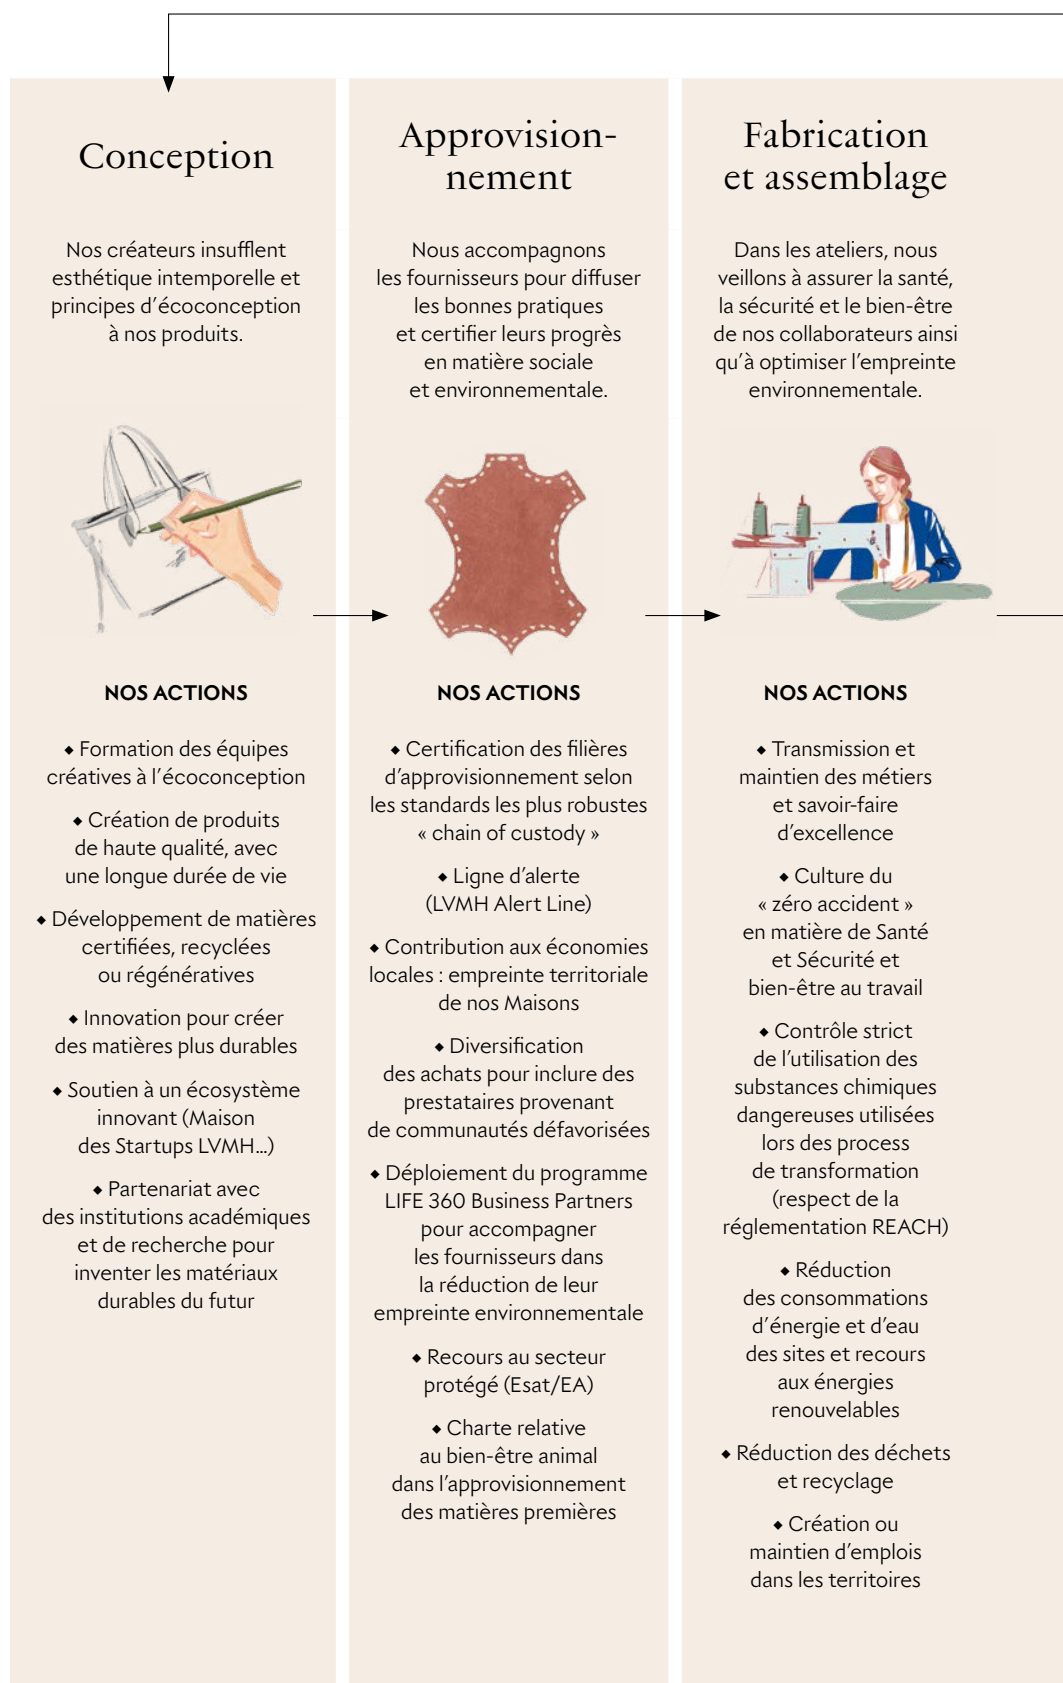 Conception
Nos créateurs insufflent
esthétique intemporelle et
principes d'écoconception
à nos produits.
NOS ACTIONS
◆ Formation des équipes
créatives à l'écoconception
◆ Création de produits
de haute qualité, avec
une longue durée de vie
◆ Développement de matières
certifiées, recyclées
ou régénératives
◆ Innovation pour créer
des matières plus durables
◆ Soutien à un écosystème
innovant (Maison
des Startups LVMH…)
◆ Partenariat avec
des institutions académiques
et de recherche pour
inventer les matériaux
durables du futur
Approvision-
nement
Nous accompagnons
les fournisseurs pour diffuser
les bonnes pratiques
et certifier leurs progrès
en matière sociale
et environnementale.
NOS ACTIONS
◆ Certification des filières
d'approvisionnement selon
les standards les plus robustes
« chain of custody »
◆ Ligne d'alerte
(LVMH Alert Line)
◆ Contribution aux économies
locales : empreinte territoriale
de nos Maisons
◆ Diversification
des achats pour inclure des
prestataires provenant
de communautés défavorisées
◆ Déploiement du programme
LIFE 360 Business Partners
pour accompagner
les fournisseurs dans
la réduction de leur
empreinte environnementale
◆ Recours au secteur
protégé (Esat/EA)
◆ Charte relative
au bien-être animal
dans l'approvisionnement
des matières premières
Fabrication
et assemblage
Dans les ateliers, nous
veillons à assurer la santé,
la sécurité et le bien-être
de nos collaborateurs ainsi
qu'à optimiser l'empreinte
environnementale.
NOS ACTIONS
◆ Transmission et
maintien des métiers
et savoir-faire
d'excellence
◆ Culture du
« zéro accident »
en matière de Santé
et Sécurité et
bien-être au travail
◆ Contrôle strict
de l'utilisation des
substances chimiques
dangereuses utilisées
lors des process
de transformation
(respect de la
réglementation REACH)
◆ Réduction
des consommations
d'énergie et d'eau
des sites et recours
aux énergies
renouvelables
◆ Réduction des déchets
et recyclage
◆ Création ou
maintien d'emplois
dans les territoires